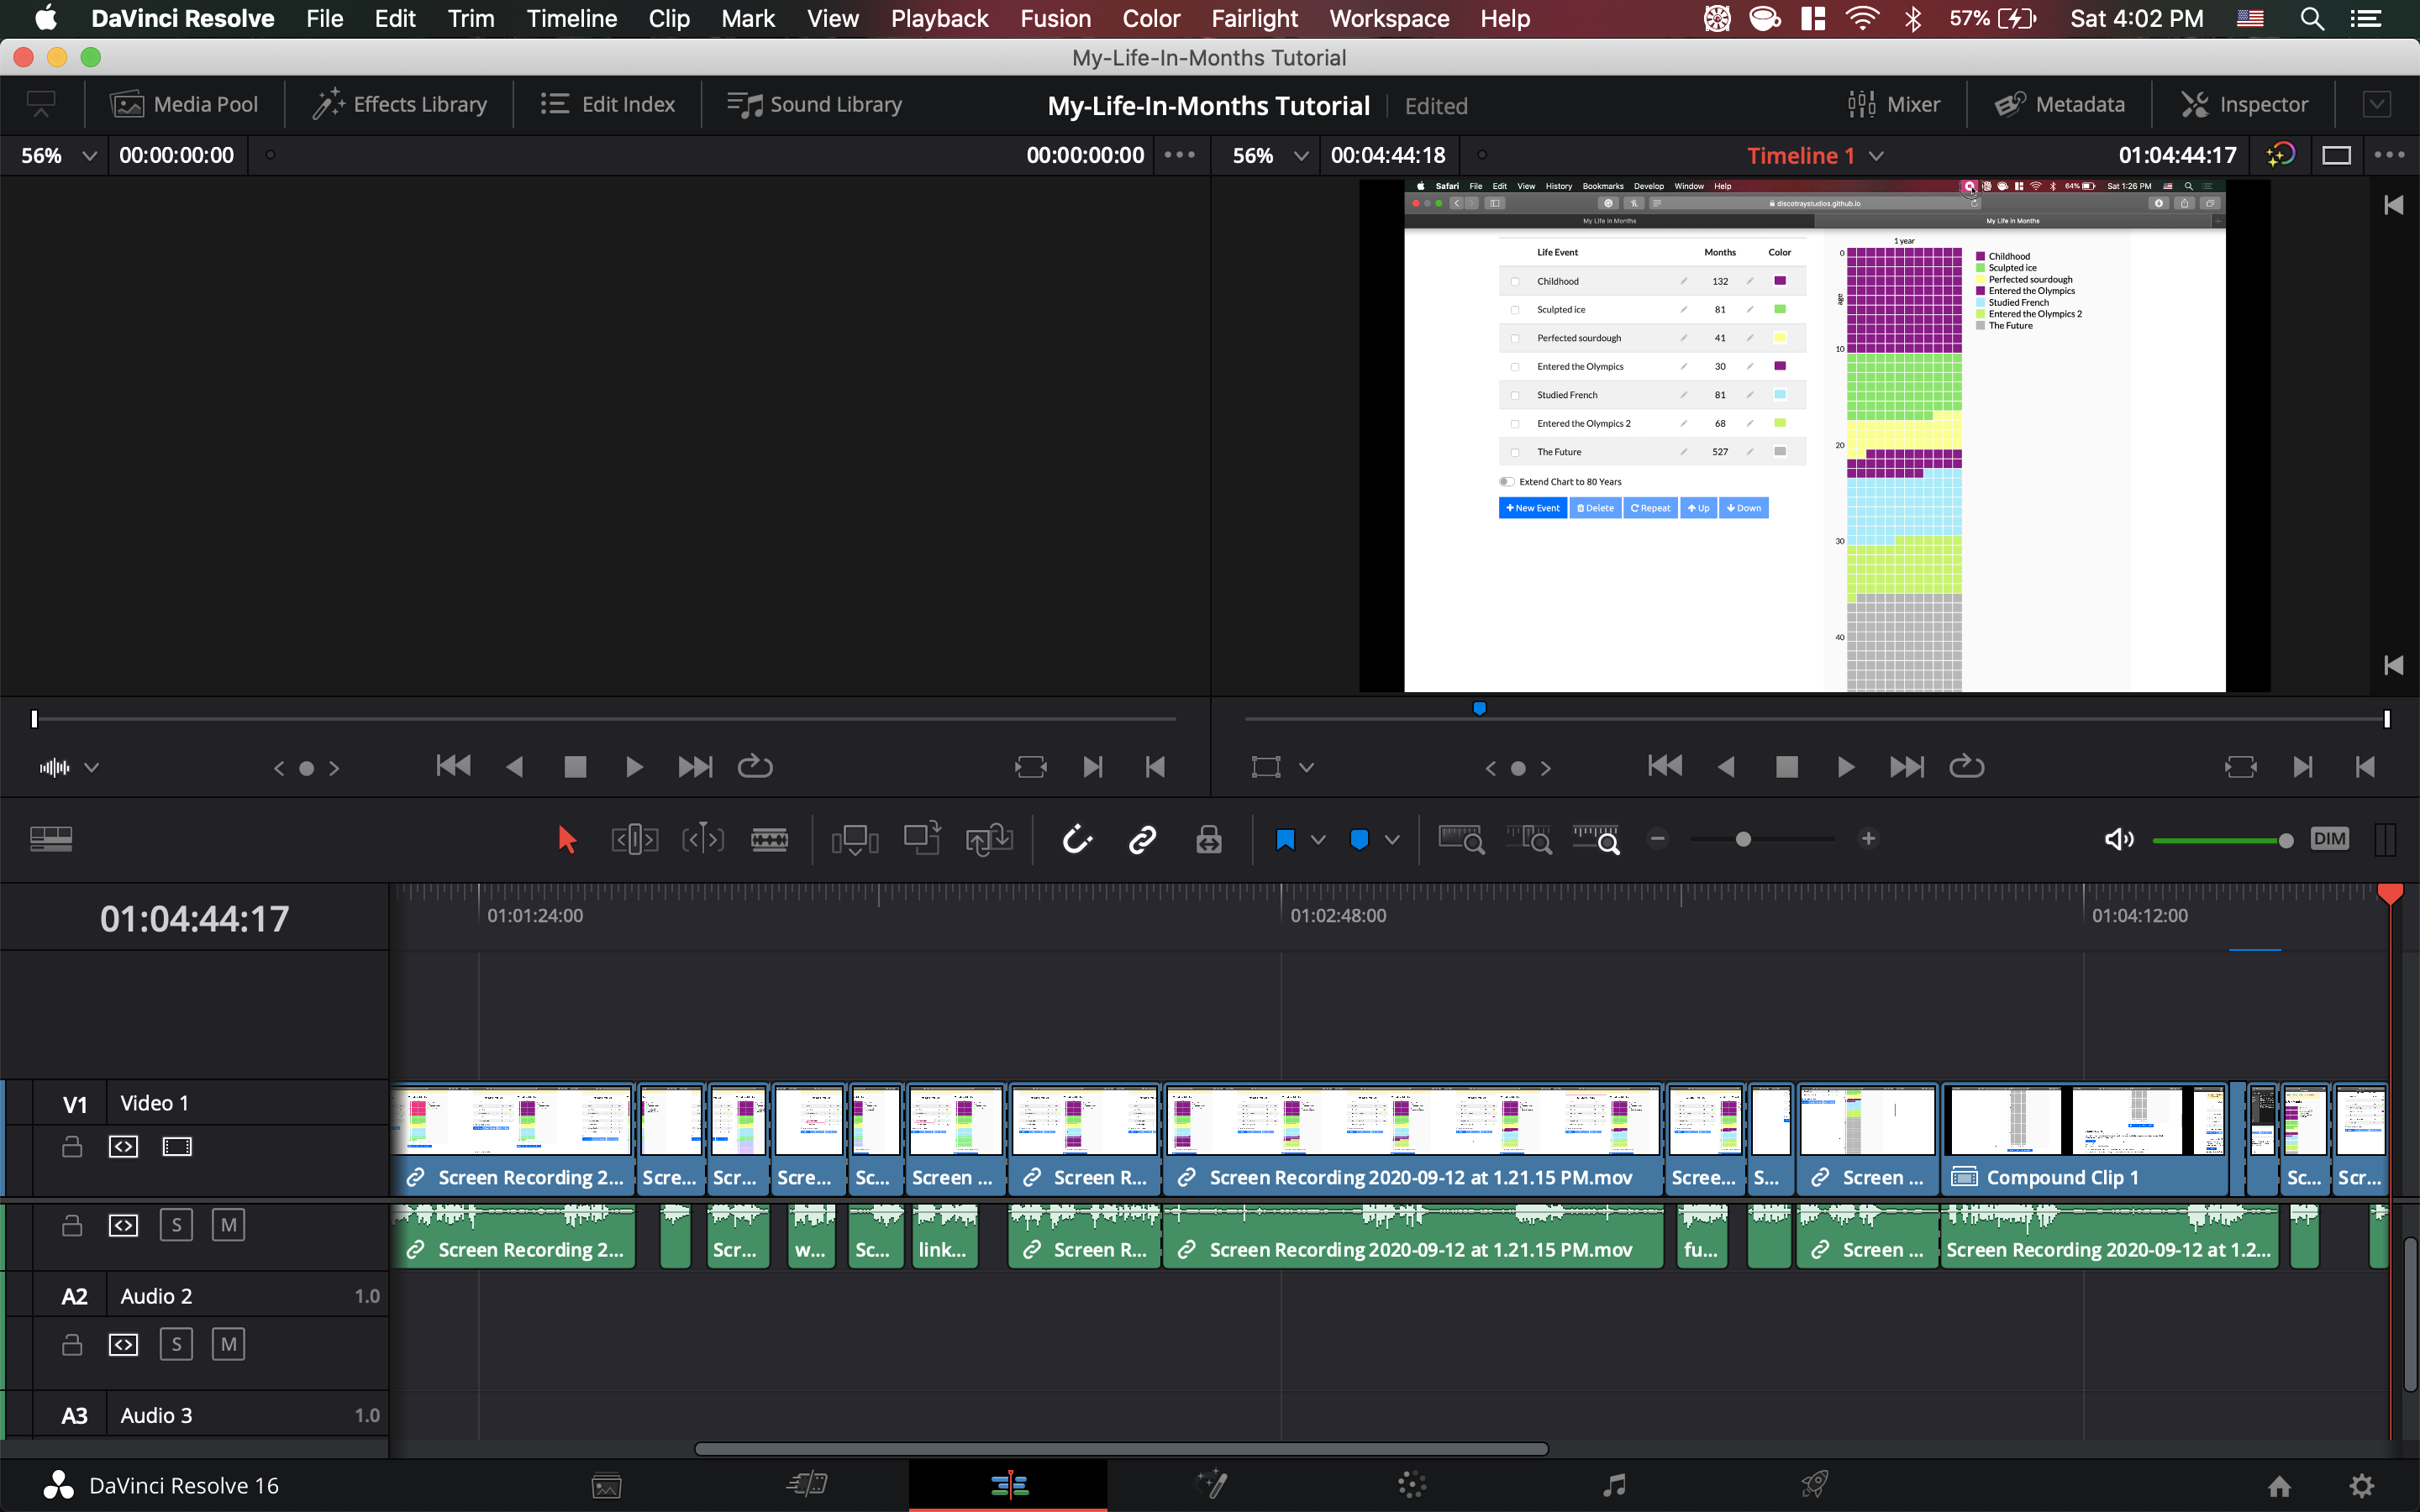 DaVinci Resolve File Edit Trim Timeline Clip Mark View Playback Fusion Color Fairlight Workspace Help 57% Sat 4:02 PM
My-Life-In-Months Tutorial
Media Pool Effects Library Edit Index Sound Library My-Life-In-Months Tutorial Edited Mixer Metadata Inspector
56% 00:00:00:00 00:00:00:00 56% 00:04:44:18 Timeline 1 01:04:44:17
Safari File Edit View History Bookmarks Develop Window Help 64% Sat 1:26 PM
discotraystudios.github.io
My Life in Months My Life in Months
Life Event Months Color
Childhood 132
Sculpted ice 81
Perfected sourdough 41
Entered the Olympics 30
Studied French 81
Entered the Olympics 2 68
The Future 527
Extend Chart to 80 Years
New Event Delete Repeat Up Down
1 year
age
0
10
20
30
40
Childhood
Sculpted ice
Perfected sourdough
Entered the Olympics
Studied French
Entered the Olympics 2
The Future
DIM
01:04:44:17 01:01:24:00 01:02:48:00 01:04:12:00
V1 Video 1
Screen Recording 2... Scre... Scr... Scre... Sc... Screen ... Screen R... Screen Recording 2020-09-12 at 1.21.15 PM.mov Scree... S... Screen ... Compound Clip 1 Sc... Scr...
S M
Screen Recording 2... Scr... w... Sc... link... Screen R... Screen Recording 2020-09-12 at 1.21.15 PM.mov fu... Screen ... Screen Recording 2020-09-12 at 1.2...
A2 Audio 2 1.0
S M
A3 Audio 3 1.0
DaVinci Resolve 16